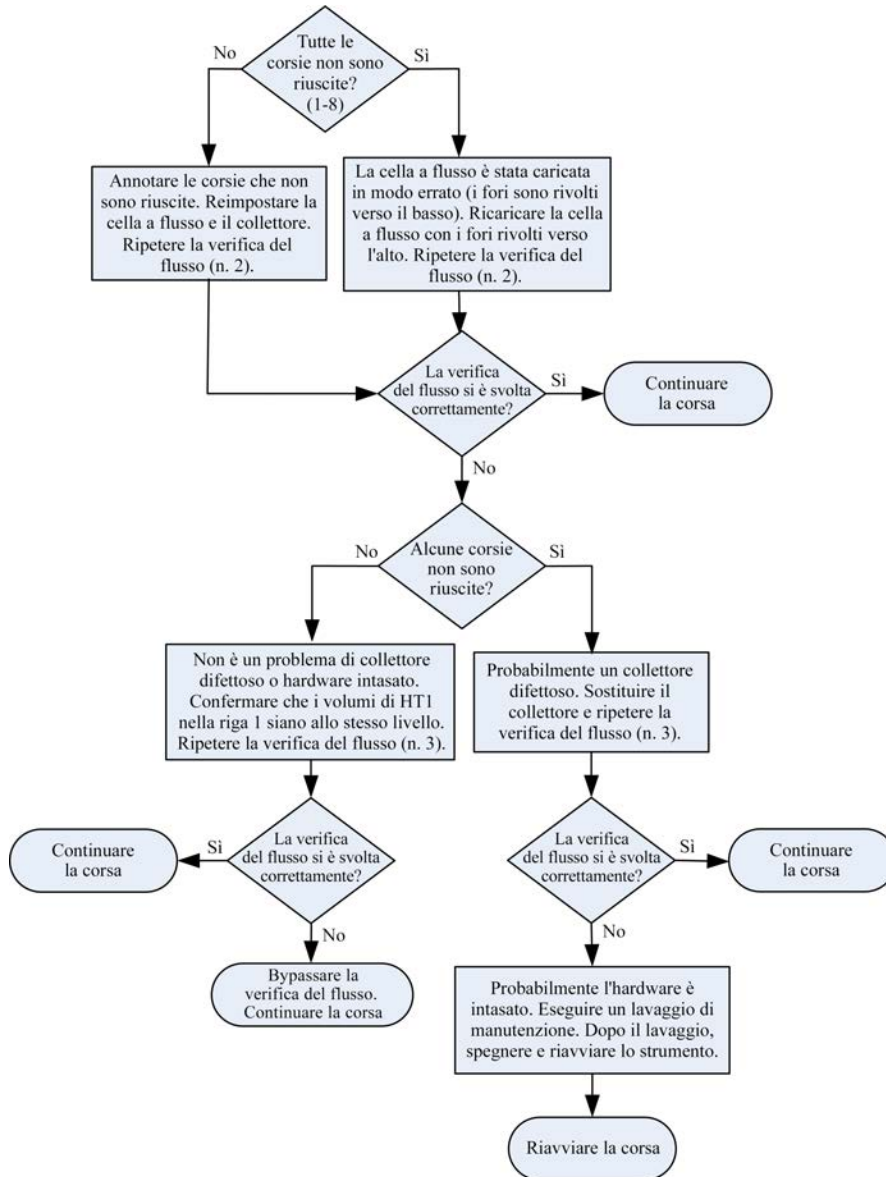 Tutte le
corsie non sono
riuscite?
(1-8)
No
Sì
Annotare le corsie che non
sono riuscite. Reimpostare la
cella a flusso e il collettore.
Ripetere la verifica del
flusso (n. 2).
La cella a flusso è stata caricata
in modo errato (i fori sono rivolti
verso il basso). Ricaricare la cella
a flusso con i fori rivolti verso
l'alto. Ripetere la verifica del
flusso (n. 2).
La verifica
del flusso si è svolta
correttamente?
Sì
Continuare
la corsa
No
Alcune corsie
non sono
riuscite?
No
Sì
Non è un problema di collettore
difettoso o hardware intasato.
Confermare che i volumi di HT1
nella riga 1 siano allo stesso livello.
Ripetere la verifica del flusso (n. 3).
Probabilmente un collettore
difettoso. Sostituire il
collettore e ripetere la
verifica del flusso (n. 3).
Continuare
la corsa
Sì
La verifica
del flusso si è svolta
correttamente?
La verifica
del flusso si è svolta
correttamente?
Sì
Continuare
la corsa
No
No
Bypassare la
verifica del flusso.
Continuare la corsa
Probabilmente l'hardware è
intasato. Eseguire un lavaggio di
manutenzione. Dopo il lavaggio,
spegnere e riavviare lo strumento.
Riavviare la corsa